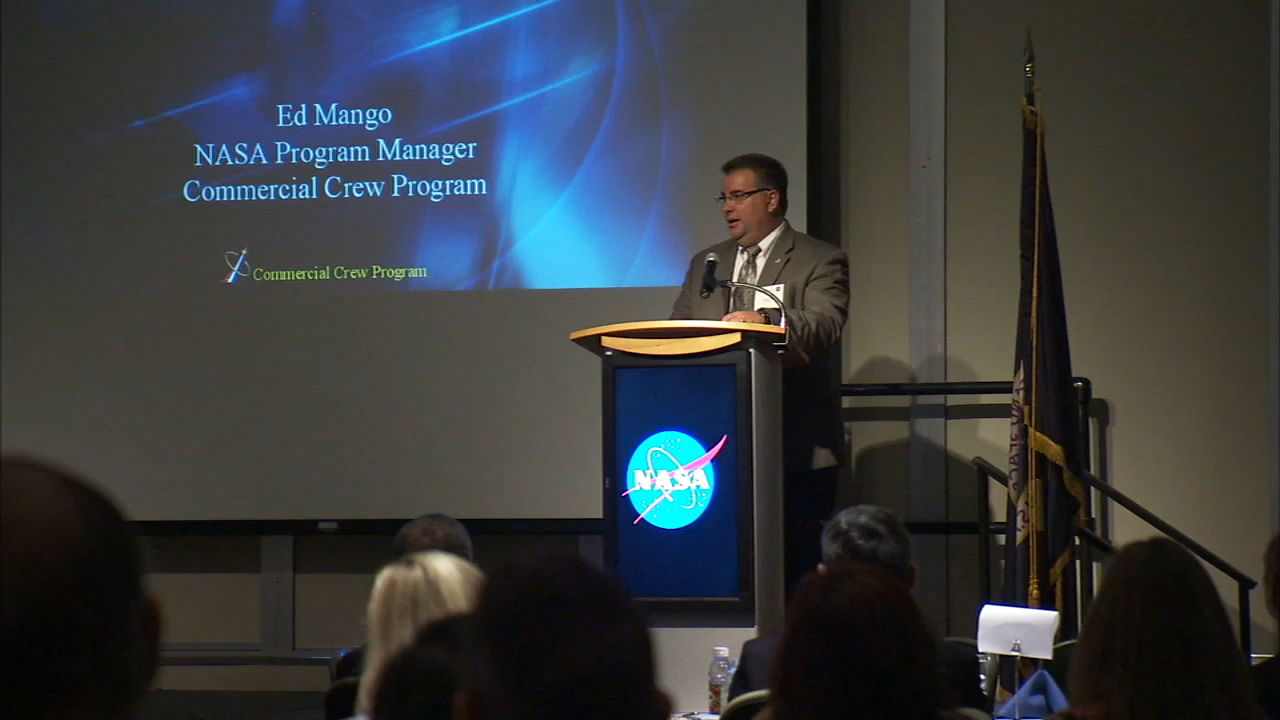 Ed Mango
NASA Program Manager
Commercial Crew Program
Commercial Crew Program
NASA